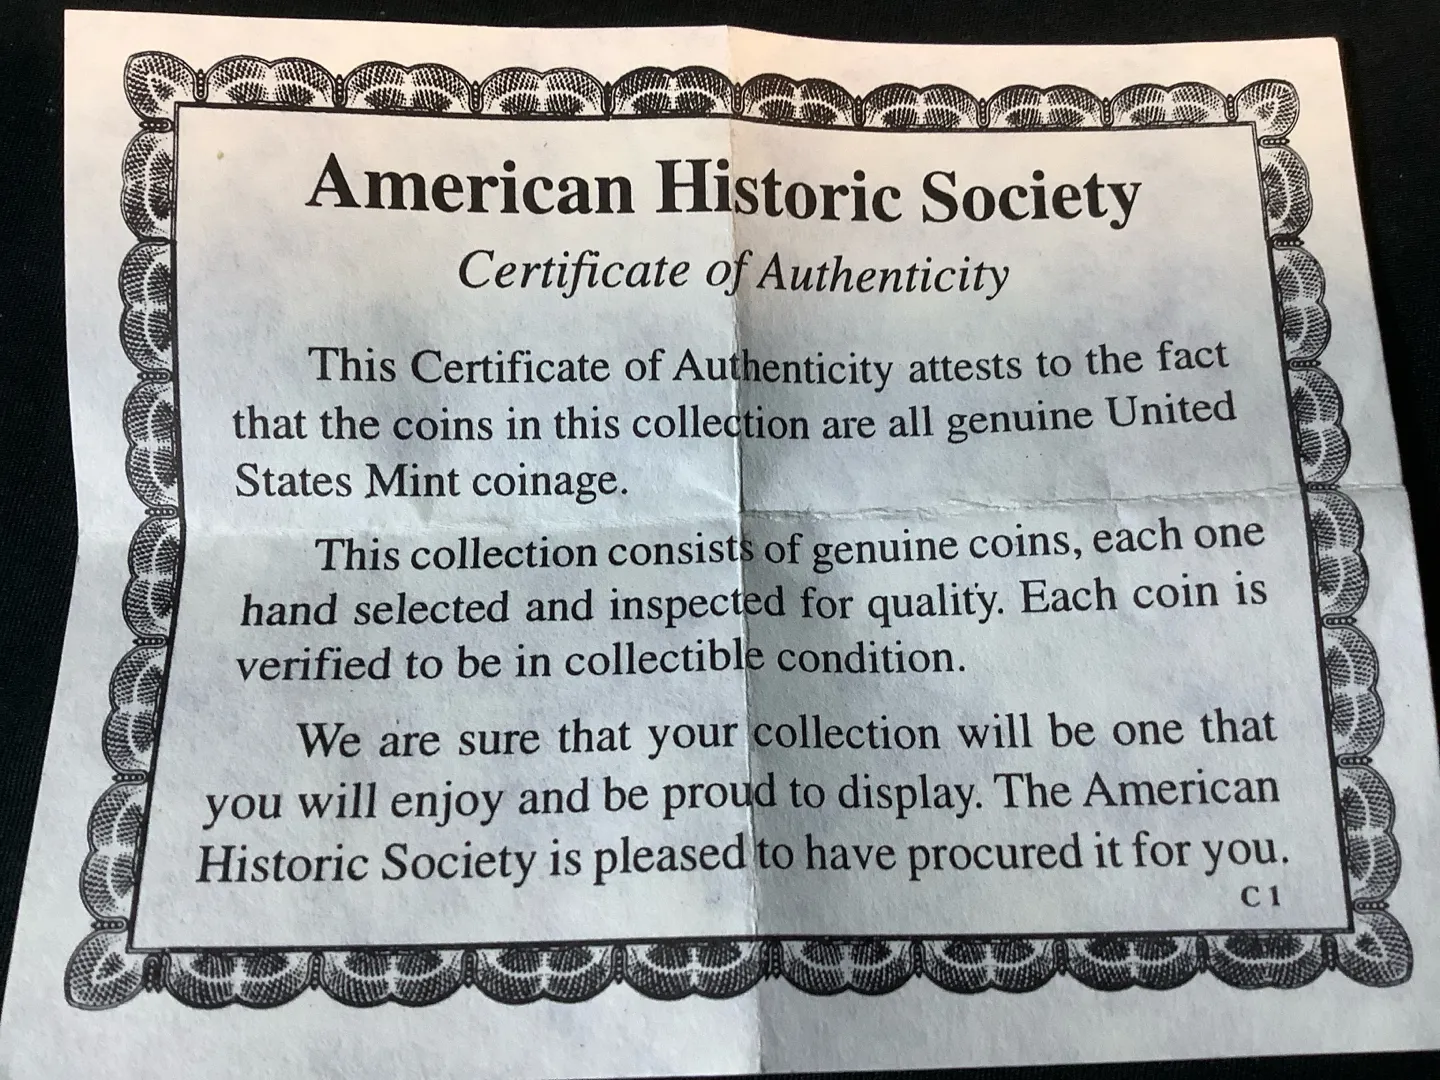 American Historic Society
Certificate of Authenticity
This Certificate of Authenticity attests to the fact
that the coins in this collection are all genuine United
States Mint coinage.
This collection consists of genuine coins, each one
hand selected and inspected for quality. Each coin is
verified to be in collectible condition.
We are sure that your collection will be one that
you will enjoy and be proud to display. The American
Historic Society is pleased to have procured it for you.
C 1